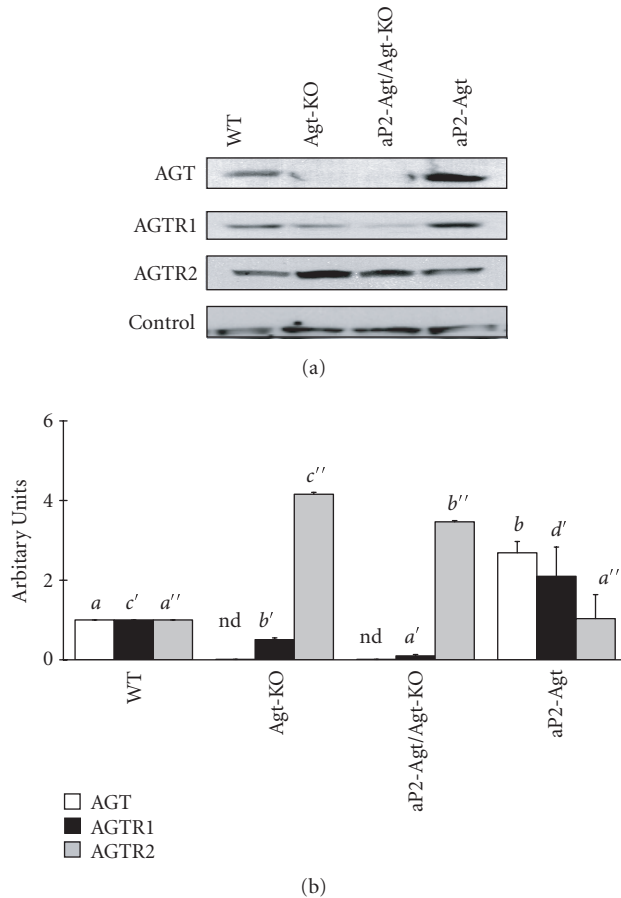 WT
Agt-KO
aP2-Agt/Agt-KO
aP2-Agt
AGT
AGTR1
AGTR2
Control
(a)
6
4
2
0
Arbitary Units
a c′ a′′
nd b′ c′′
nd a′ b′′
b d′ a′′
WT
Agt-KO
aP2-Agt/Agt-KO
aP2-Agt
AGT
AGTR1
AGTR2
(b)